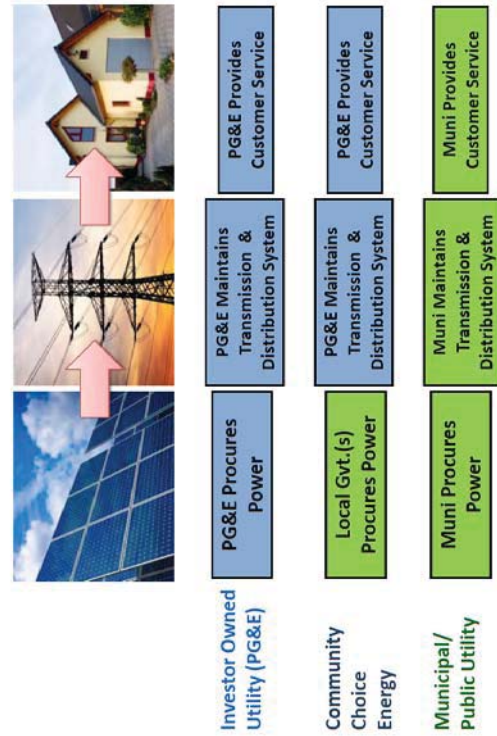 Investor Owned
Utility (PG&E)
PG&E Procures
Power
PG&E Maintains
Transmission &
Distribution System
PG&E Provides
Customer Service
Community
Choice
Energy
Local Gvt.(s)
Procures Power
PG&E Maintains
Transmission &
Distribution System
PG&E Provides
Customer Service
Municipal/
Public Utility
Muni Procures
Power
Muni Maintains
Transmission &
Distribution System
Muni Provides
Customer Service